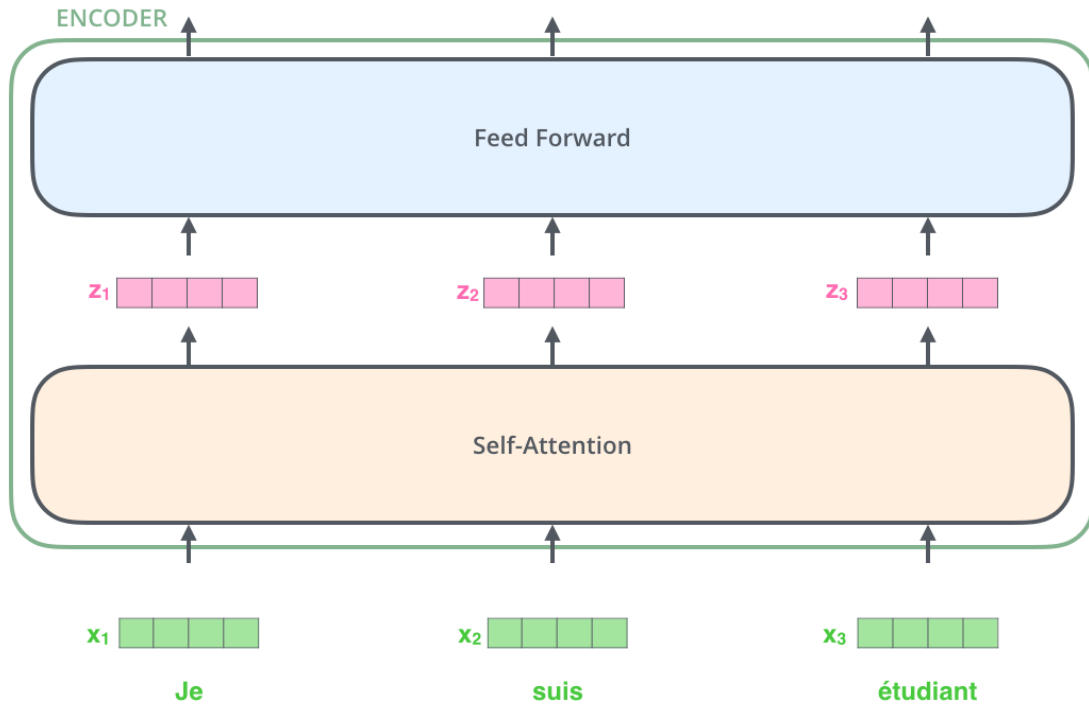 ENCODER
Feed Forward
z₁ z₂ z₃
Self-Attention
x₁ x₂ x₃
Je suis étudiant